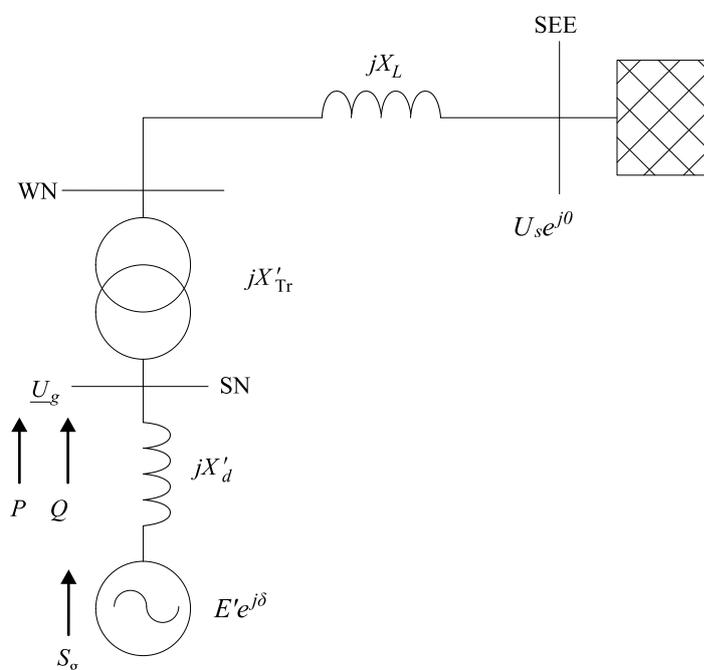 SEE
jX_L
WN
U_s e^{j0}
jX'_Tr
U_g
SN
jX'_d
P
Q
E'e^{jδ}
S_g